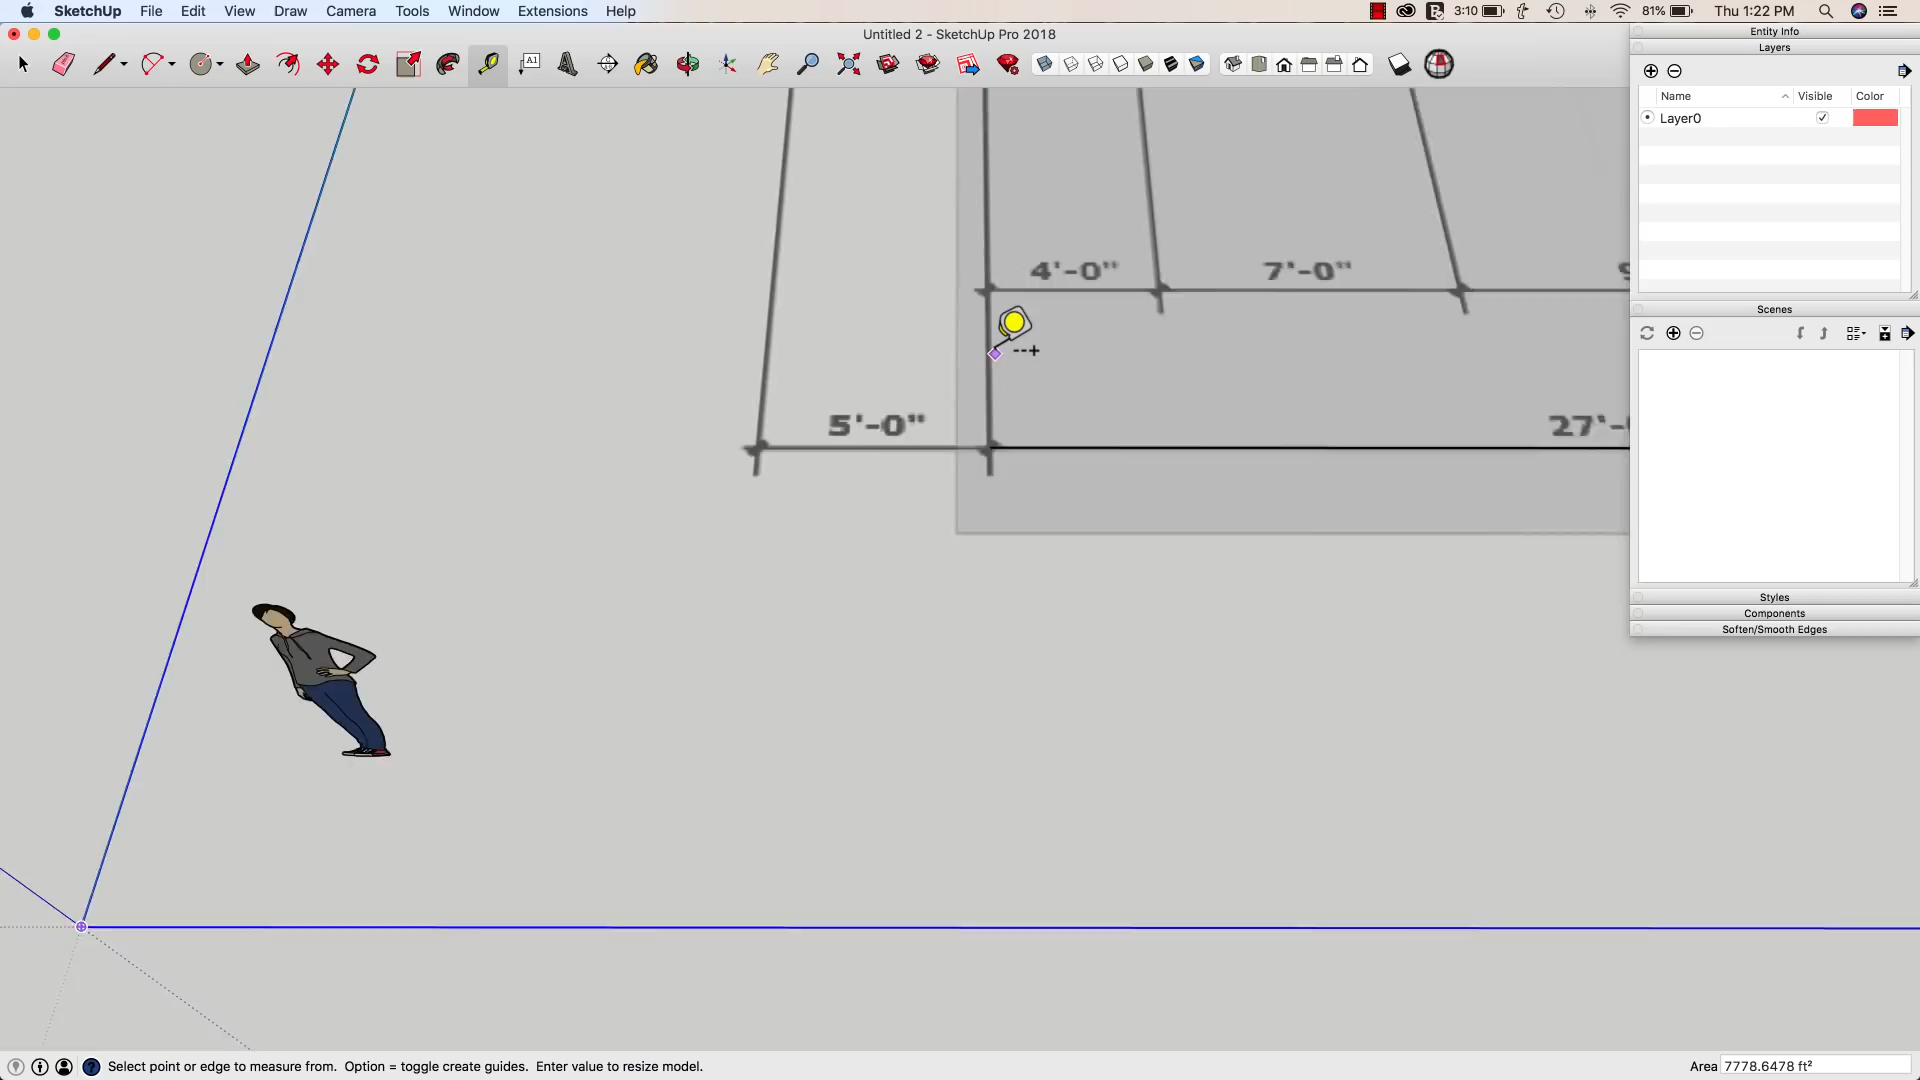 SketchUp File Edit View Draw Camera Tools Window Extensions Help 3:10 81% Thu 1:22 PM
Untitled 2 - SketchUp Pro 2018
Entity Info
Layers
A1
Name Visible Color
Layer0
4'-0" 7'-0"
Scenes
5'-0" 27'-
Styles
Components
Soften/Smooth Edges
Select point or edge to measure from. Option = toggle create guides. Enter value to resize model. Area 7778.6478 ft²